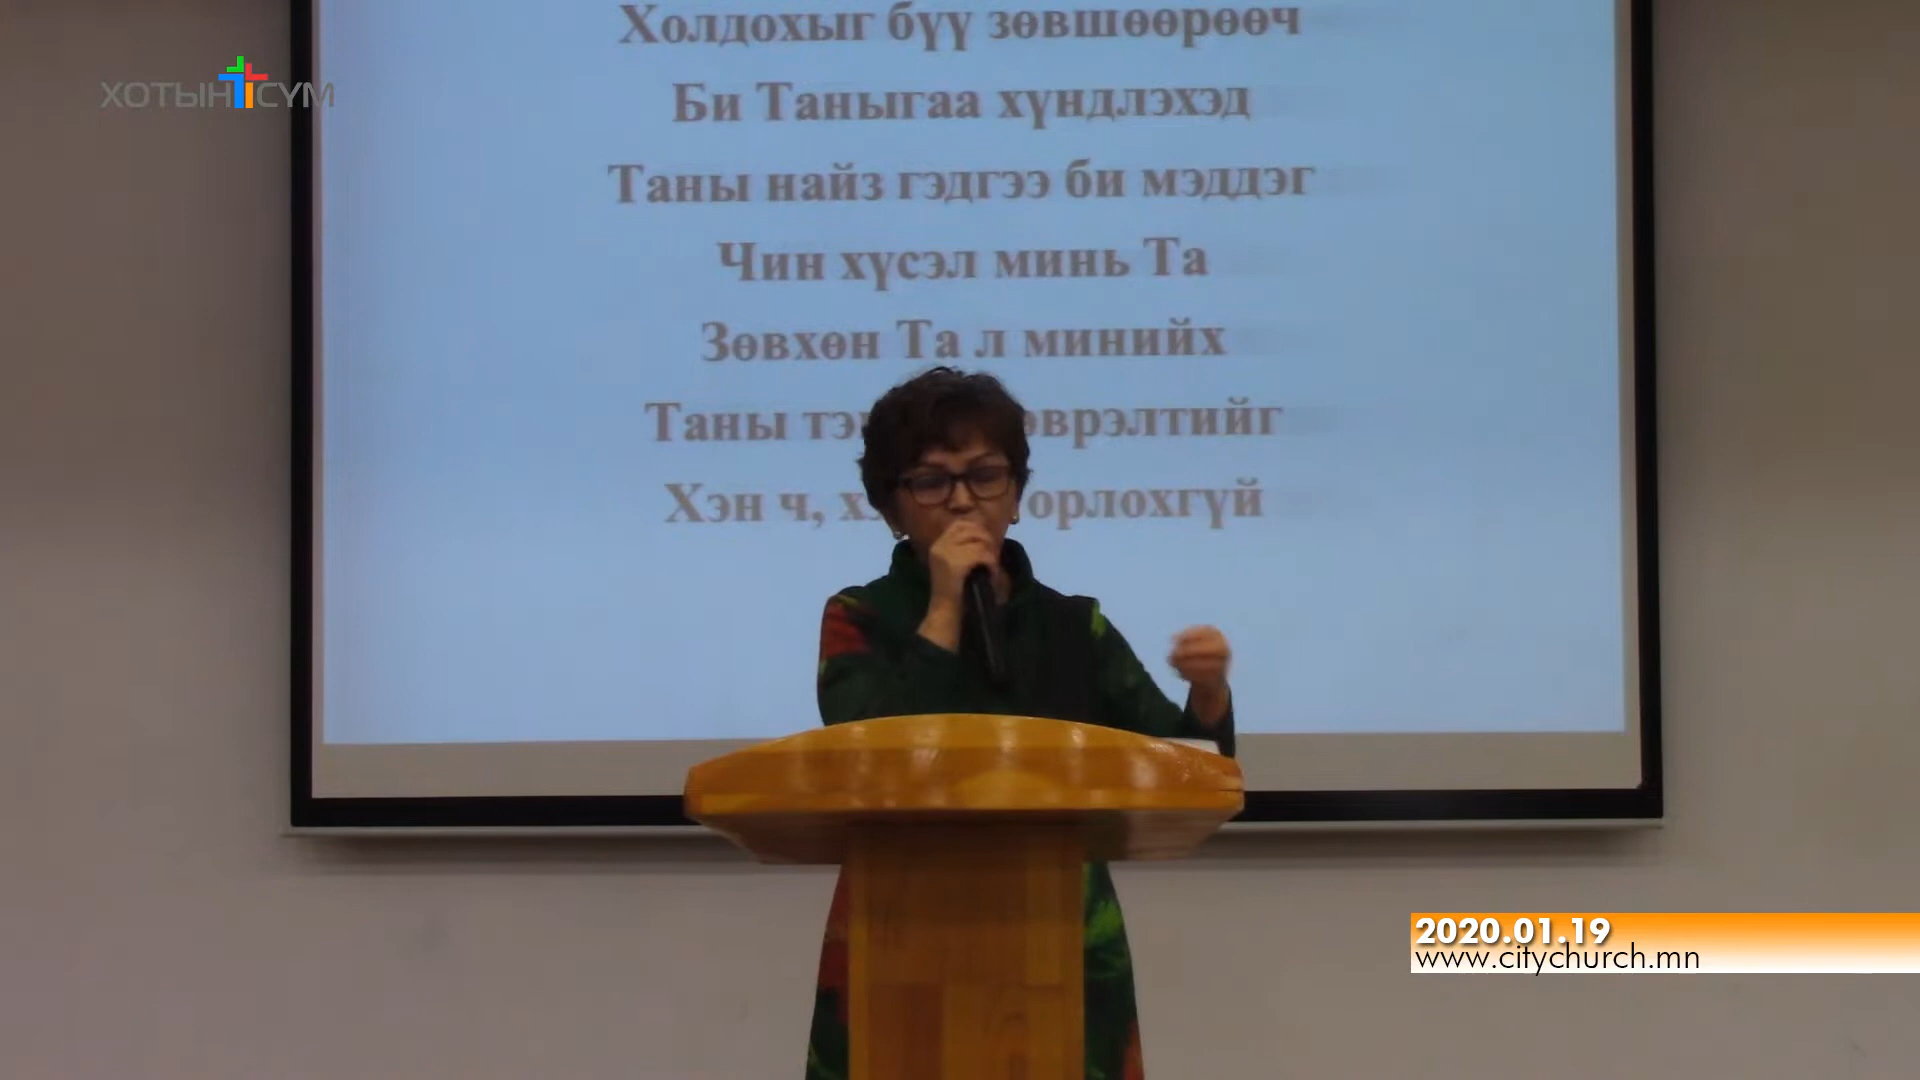 Холдохыг бүү зөвшөөрөөч
ХОТЫН СҮМ
Би Таныгаа хүндлэхэд
Таны найз гэдгээ би мэддэг
Чин хүсэл минь Та
Зөвхөн Та л минийх
Таны
Хэн ч, орлохгүй
2020.01.19
www.citychurch.mn